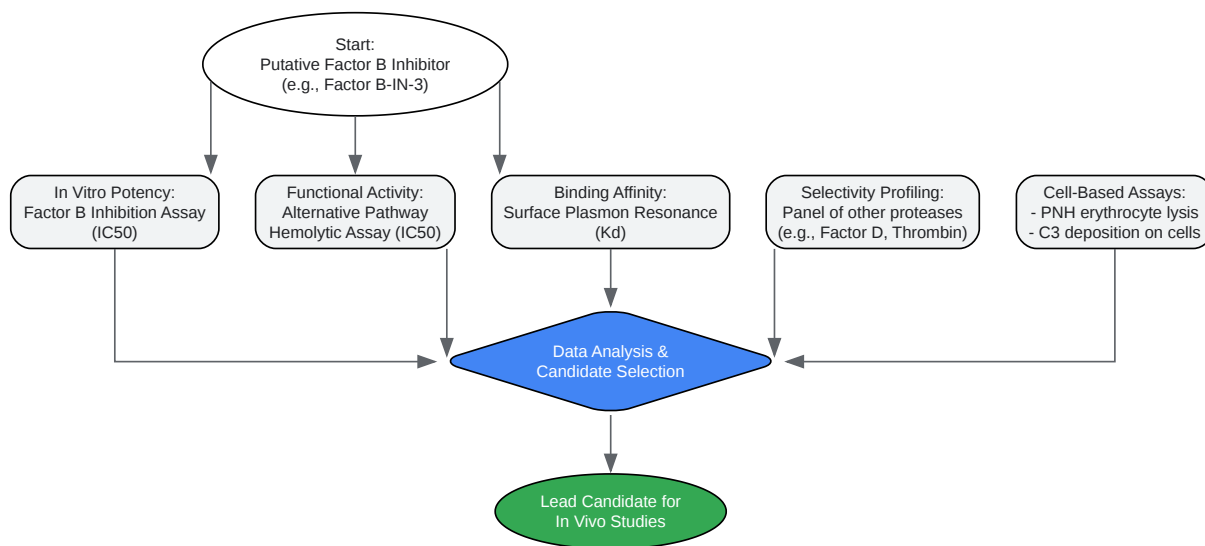 Start:
Putative Factor B Inhibitor
(e.g., Factor B-IN-3)
In Vitro Potency:
Factor B Inhibition Assay
(IC50)
Functional Activity:
Alternative Pathway
Hemolytic Assay (IC50)
Binding Affinity:
Surface Plasmon Resonance
(Kd)
Selectivity Profiling:
Panel of other proteases
(e.g., Factor D, Thrombin)
Cell-Based Assays:
- PNH erythrocyte lysis
- C3 deposition on cells
Data Analysis &
Candidate Selection
Lead Candidate for
In Vivo Studies